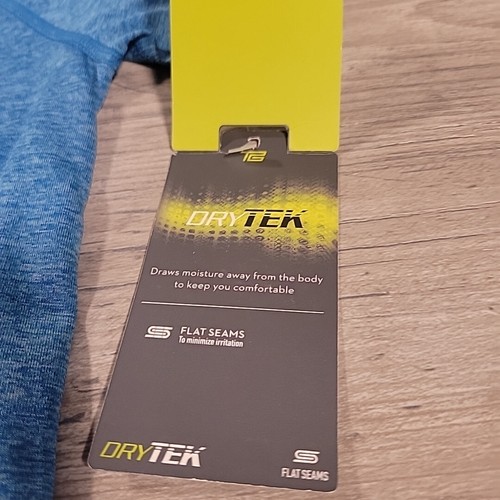 TG
DRYTEK
Draws moisture away from the body
to keep you comfortable
FLAT SEAMS
To minimize irritation
DRYTEK
FLAT SEAMS